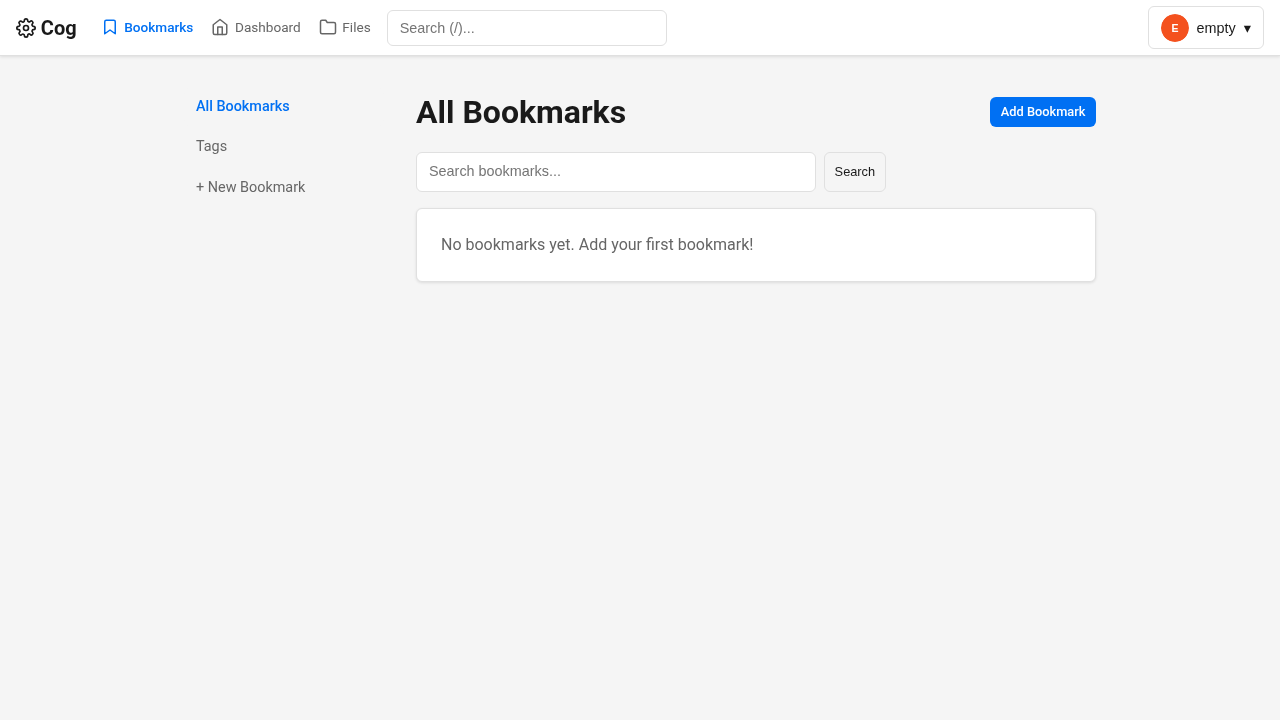 Cog
Bookmarks
Dashboard
Files
Search (/)...
E
empty ▼
All Bookmarks
Tags
+ New Bookmark
All Bookmarks
Add Bookmark
Search bookmarks...
Search
No bookmarks yet. Add your first bookmark!